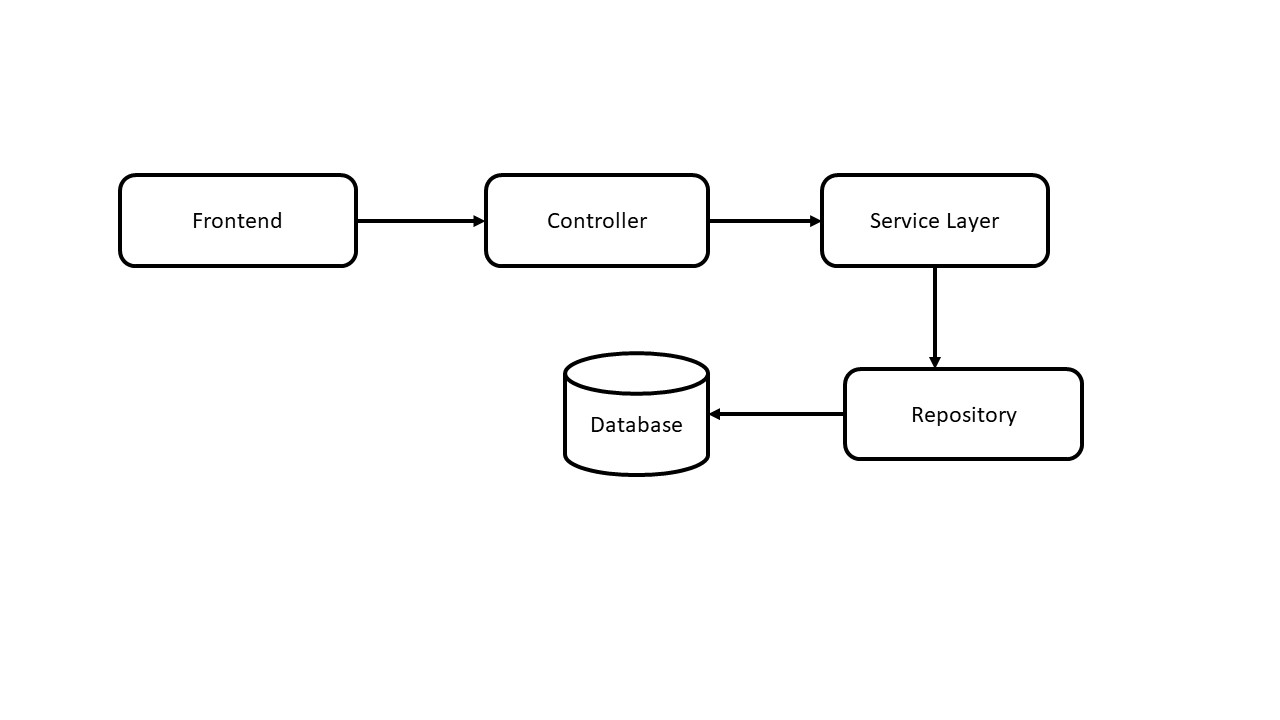 Frontend
Controller
Service Layer
Database
Repository